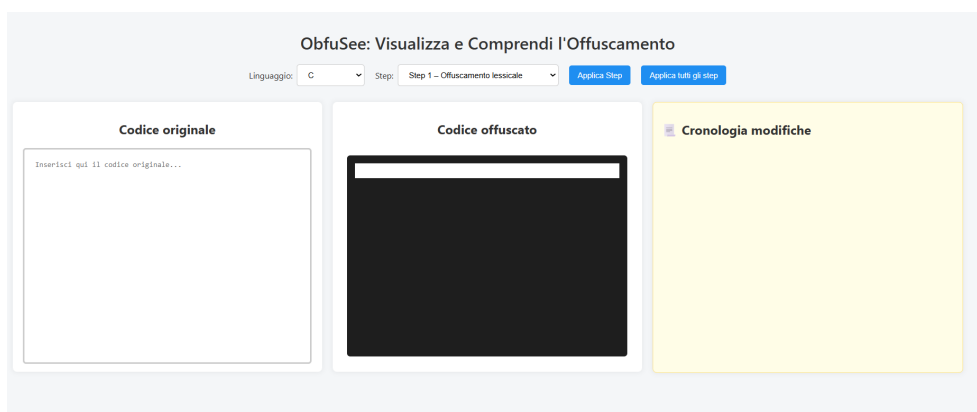 ObfuSee: Visualizza e Comprendi l'Offuscamento
Linguaggio: C Step: Step 1 – Offuscamento lessicale Applica Step Applica tutti gli step
Codice originale
Inserisci qui il codice originale...
Codice offuscato
Cronologia modifiche